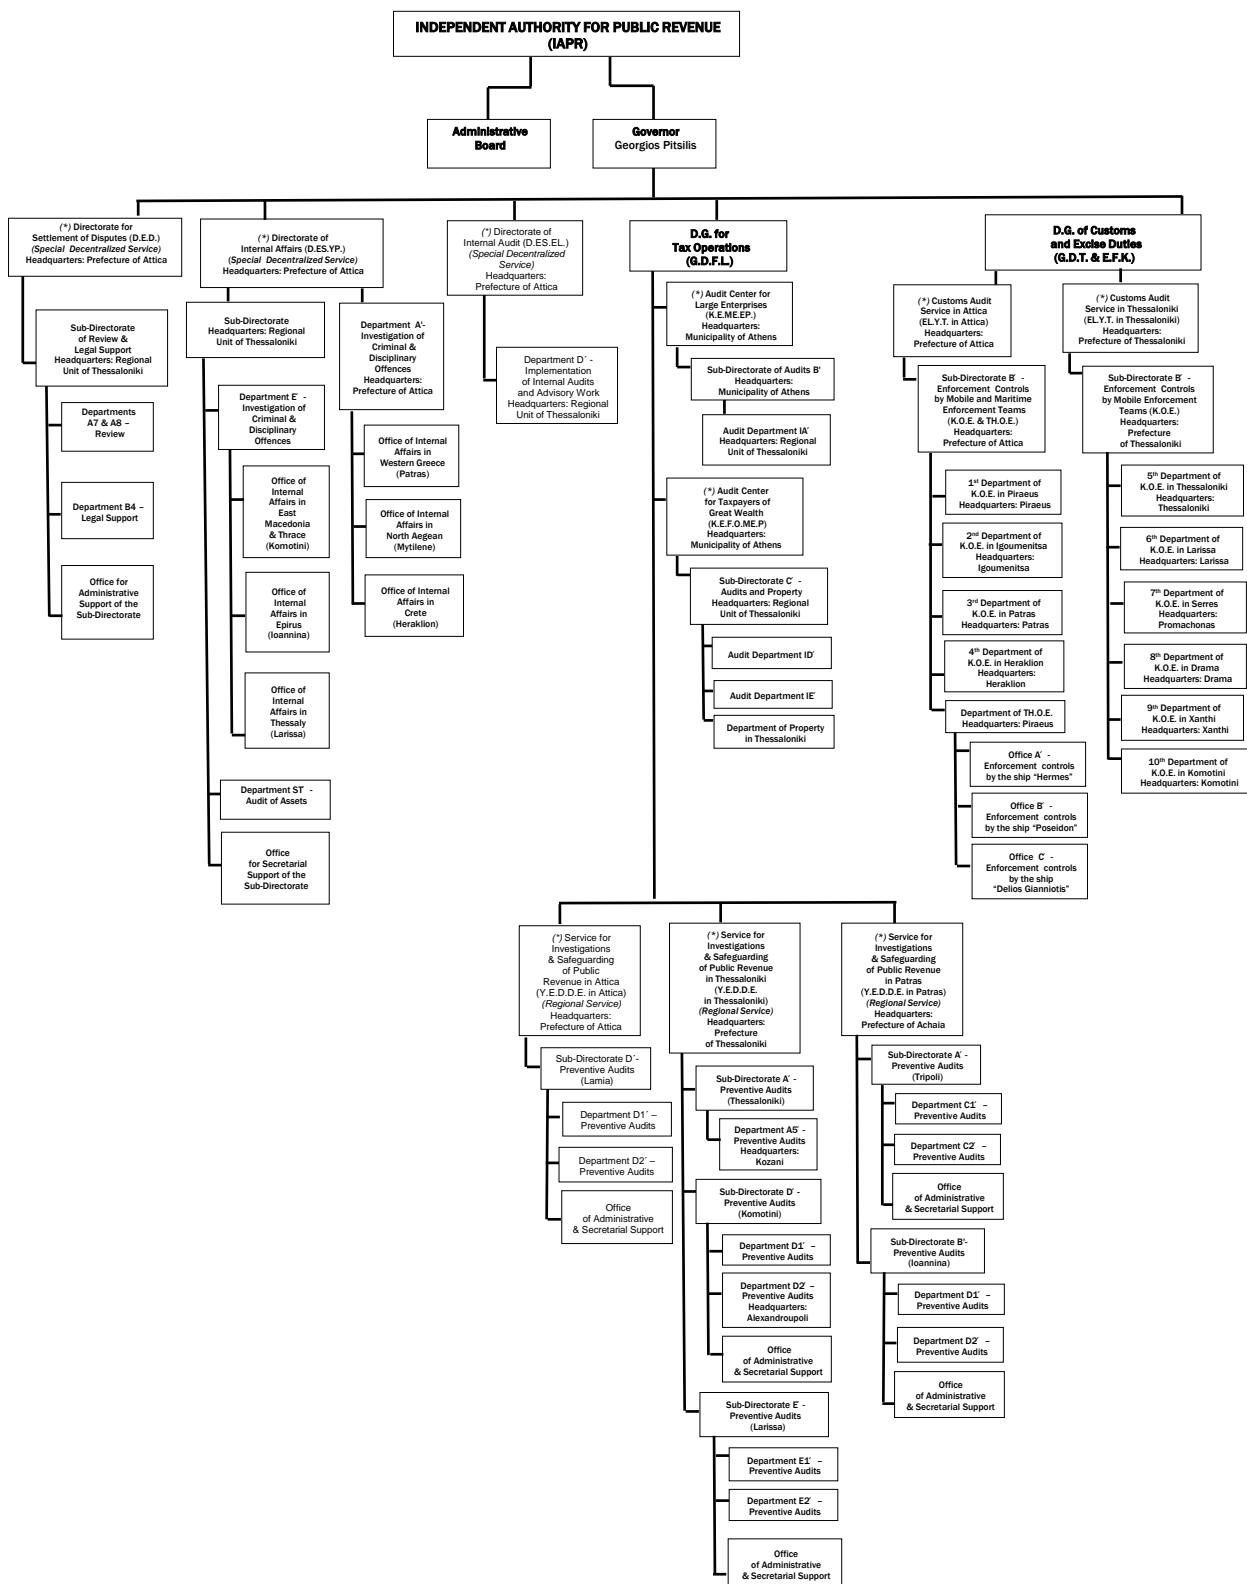 INDEPENDENT AUTHORITY FOR PUBLIC REVENUE
(IAPR)
Administrative
Board
Governor
Georgios Pitsilis
(*) Directorate for
Settlement of Disputes (D.E.D.)
(Special Decentralized Service)
Headquarters: Prefecture of Attica
Sub-Directorate
of Review &
Legal Support
Headquarters: Regional
Unit of Thessaloniki
Departments
A7 & A8 –
Review
Department B4 –
Legal Support
Office for
Administrative
Support of the
Sub-Directorate
(*) Directorate of
Internal Affairs (D.ES.YP.)
(Special Decentralized Service)
Headquarters: Prefecture of Attica
Sub-Directorate
Headquarters: Regional
Unit of Thessaloniki
Department E΄ -
Investigation of
Criminal &
Disciplinary
Offences
Office of
Internal
Affairs in
East
Macedonia
& Thrace
(Komotini)
Office of
Internal
Affairs in
Epirus
(Ioannina)
Office of
Internal
Affairs in
Thessaly
(Larissa)
Department ST΄ -
Audit of Assets
Office
for Secretarial
Support of the
Sub-Directorate
Department A'-
Investigation of
Criminal &
Disciplinary
Offences
Headquarters:
Prefecture of Attica
Office of Internal
Affairs in
Western Greece
(Patras)
Office of Internal
Affairs in
North Aegean
(Mytilene)
Office of Internal
Affairs in
Crete
(Heraklion)
(*) Directorate of
Internal Audit (D.ES.EL.)
(Special Decentralized
Service)
Headquarters:
Prefecture of Attica
Department D΄ -
Implementation
of Internal Audits
and Advisory Work
Headquarters: Regional
Unit of Thessaloniki
D.G. for
Tax Operations
(G.D.F.L.)
(*) Audit Center for
Large Enterprises
(K.E.ME.EP.)
Headquarters:
Municipality of Athens
Sub-Directorate of Audits B'
Headquarters:
Municipality of Athens
Audit Department IA΄
Headquarters: Regional
Unit of Thessaloniki
(*) Audit Center
for Taxpayers of
Great Wealth
(K.E.F.O.ME.P)
Headquarters:
Municipality of Athens
Sub-Directorate C΄ -
Audits and Property
Headquarters: Regional
Unit of Thessaloniki
Audit Department ID΄
Audit Department IE΄
Department of Property
in Thessaloniki
D.G. of Customs
and Excise Duties
(G.D.T. & E.F.K.)
(*) Customs Audit
Service in Attica
(EL.Y.T. in Attica)
Headquarters:
Prefecture of Attica
Sub-Directorate B΄ -
Enforcement Controls
by Mobile and Maritime
Enforcement Teams
(K.O.E. & TH.O.E.)
Headquarters:
Prefecture of Attica
1st Department of
K.O.E. in Piraeus
Headquarters: Piraeus
2nd Department of
K.O.E. in Igoumenitsa
Headquarters:
Igoumenitsa
3rd Department of
K.O.E. in Patras
Headquarters: Patras
4th Department of
K.O.E. in Heraklion
Headquarters:
Heraklion
Department of TH.O.E.
Headquarters: Piraeus
Office A΄ -
Enforcement controls
by the ship “Hermes”
Office B΄ -
Enforcement controls
by the ship “Poseidon”
Office C΄ -
Enforcement controls
by the ship
“Delios Gianniotis”
(*) Customs Audit
Service in Thessaloniki
(EL.Y.T. in Thessaloniki)
Headquarters:
Prefecture of Thessaloniki
Sub-Directorate B΄ -
Enforcement Controls
by Mobile Enforcement
Teams (K.O.E.)
Headquarters:
Prefecture
of Thessaloniki
5th Department of
K.O.E. in Thessaloniki
Headquarters:
Thessaloniki
6th Department of
K.O.E. in Larissa
Headquarters: Larissa
7th Department of
K.O.E. in Serres
Headquarters:
Promachonas
8th Department of
K.O.E. in Drama
Headquarters: Drama
9th Department of
K.O.E. in Xanthi
Headquarters: Xanthi
10th Department of
K.O.E. in Komotini
Headquarters: Komotini
(*) Service for
Investigations
& Safeguarding
of Public
Revenue in Attica
(Y.E.D.D.E. in Attica)
(Regional Service)
Headquarters:
Prefecture of Attica
Sub-Directorate D΄-
Preventive Audits
(Lamia)
Department D1΄ –
Preventive Audits
Department D2΄ –
Preventive Audits
Office
of Administrative
& Secretarial Support
(*) Service for
Investigations
& Safeguarding
of Public Revenue
in Thessaloniki
(Y.E.D.D.E.
in Thessaloniki)
(Regional Service)
Headquarters:
Prefecture
of Thessaloniki
Sub-Directorate A΄ -
Preventive Audits
(Thessaloniki)
Department A5΄ -
Preventive Audits
Headquarters:
Kozani
Sub-Directorate D΄ -
Preventive Audits
(Komotini)
Department D1΄ –
Preventive Audits
Department D2΄ –
Preventive Audits
Headquarters:
Alexandroupoli
Office
of Administrative
& Secretarial Support
Sub-Directorate E΄ -
Preventive Audits
(Larissa)
Department E1΄ –
Preventive Audits
Department E2΄ –
Preventive Audits
Office
of Administrative
& Secretarial Support
(*) Service for
Investigations
& Safeguarding
of Public Revenue
in Patras
(Y.E.D.D.E. in Patras)
(Regional Service)
Headquarters:
Prefecture of Achaia
Sub-Directorate A΄ -
Preventive Audits
(Tripoli)
Department C1΄ –
Preventive Audits
Department C2΄ –
Preventive Audits
Office
of Administrative
& Secretarial Support
Sub-Directorate B'-
Preventive Audits
(Ioannina)
Department D1΄ –
Preventive Audits
Department D2΄ –
Preventive Audits
Office
of Administrative
& Secretarial Support